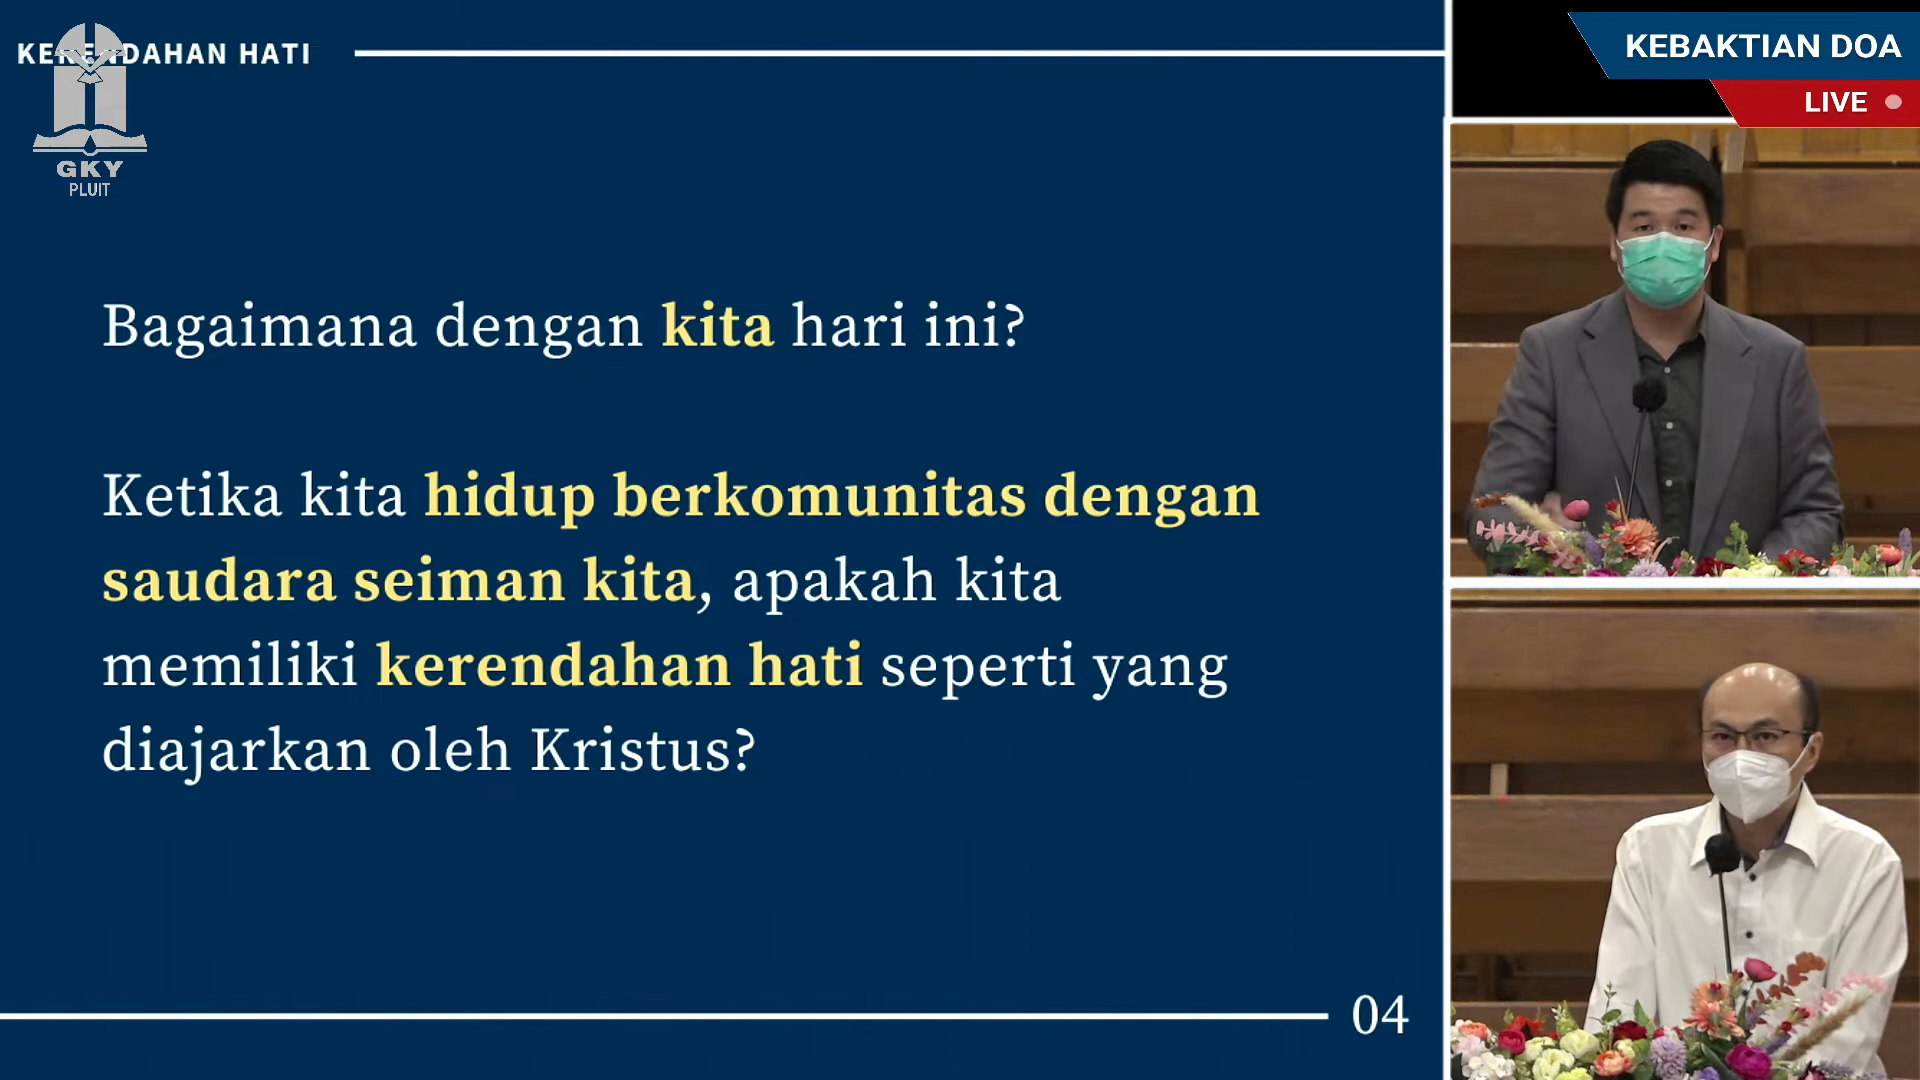 KERENDAHAN HATI
GKY
PLUIT
KEBAKTIAN DOA
LIVE
Bagaimana dengan kita hari ini?
Ketika kita hidup berkomunitas dengan
saudara seiman kita, apakah kita
memiliki kerendahan hati seperti yang
diajarkan oleh Kristus?
04